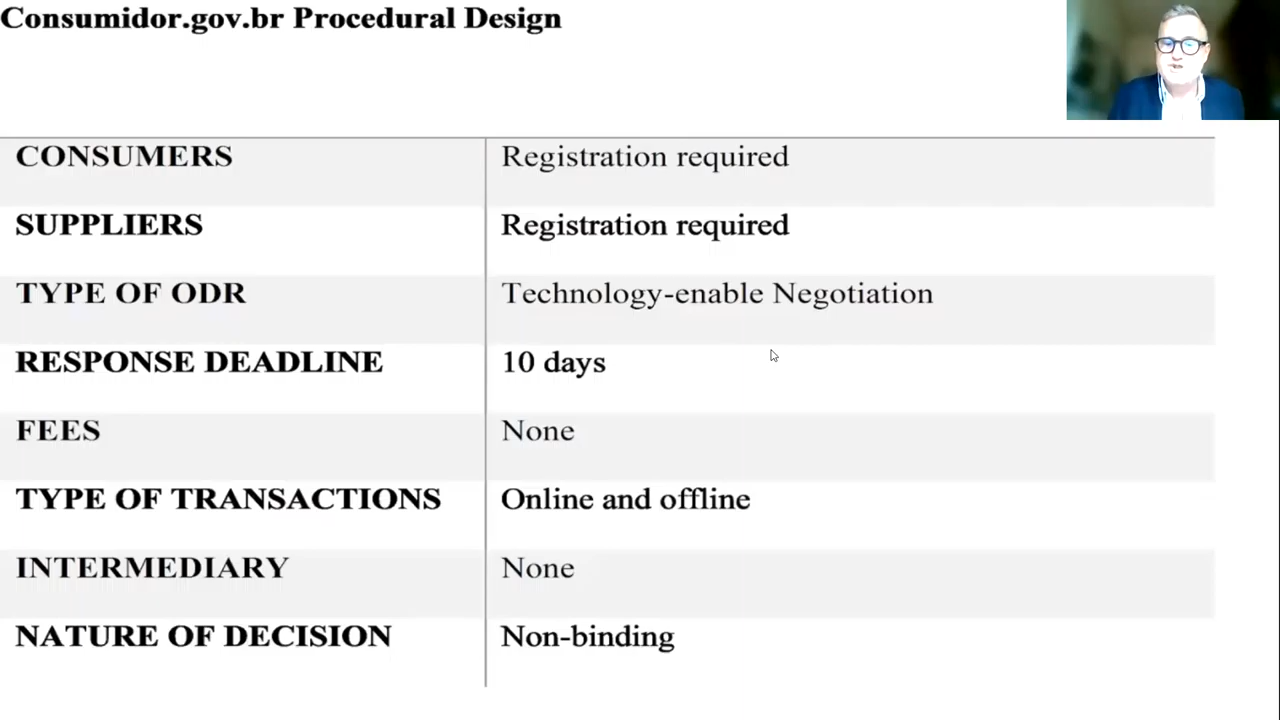 Consumidor.gov.br Procedural Design
CONSUMERS Registration required
SUPPLIERS Registration required
TYPE OF ODR Technology-enable Negotiation
RESPONSE DEADLINE 10 days
FEES None
TYPE OF TRANSACTIONS Online and offline
INTERMEDIARY None
NATURE OF DECISION Non-binding